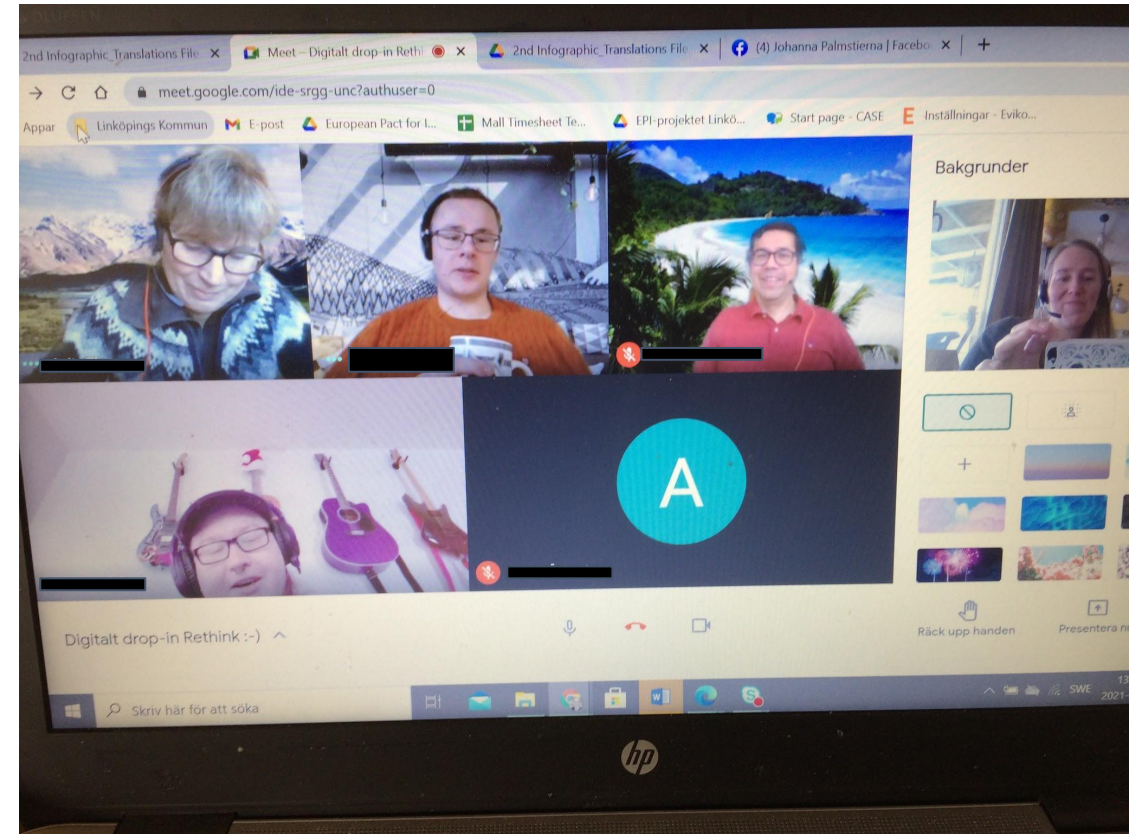 2nd Infographic_Translations File
Meet – Digitalt drop-in Rethi
2nd Infographic_Translations File
(4) Johanna Palmstierna | Facebo
meet.google.com/ide-srgg-unc?authuser=0
Appar
Linköpings Kommun
E-post
European Pact for I...
Mall Timesheet Te...
EPI-projektet Linkö...
Start page - CASE
Inställningar - Eviko...
Bakgrunder
A
Digitalt drop-in Rethink :-)
Räck upp handen
Presentera
Skriv här för att söka
SWE
13
2021-
hp